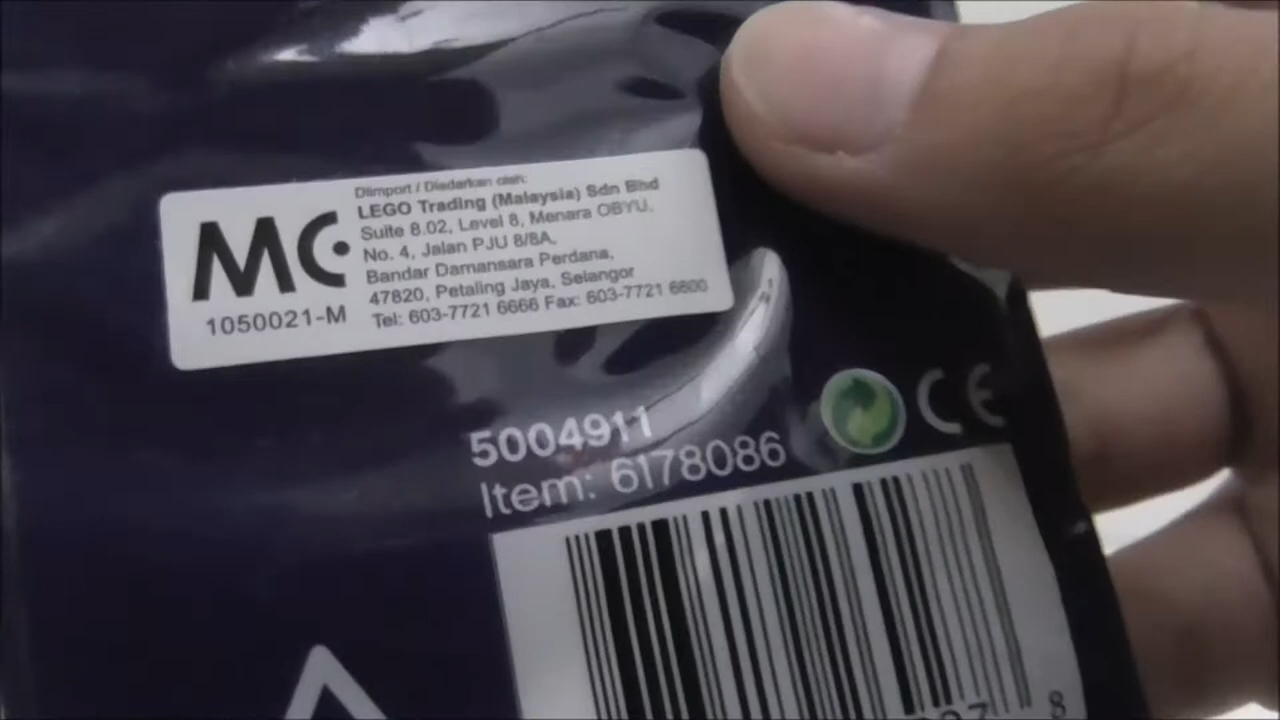 MC
1050021-M
Diimport / Diedarkan oleh:
LEGO Trading (Malaysia) Sdn Bhd
Suite 8.02, Level 8, Menara OBYU,
No. 4, Jalan PJU 8/8A,
Bandar Damansara Perdana,
47820, Petaling Jaya, Selangor
Tel: 603-7721 6666 Fax: 603-7721 6600
5004911
Item: 6178086
CE
8